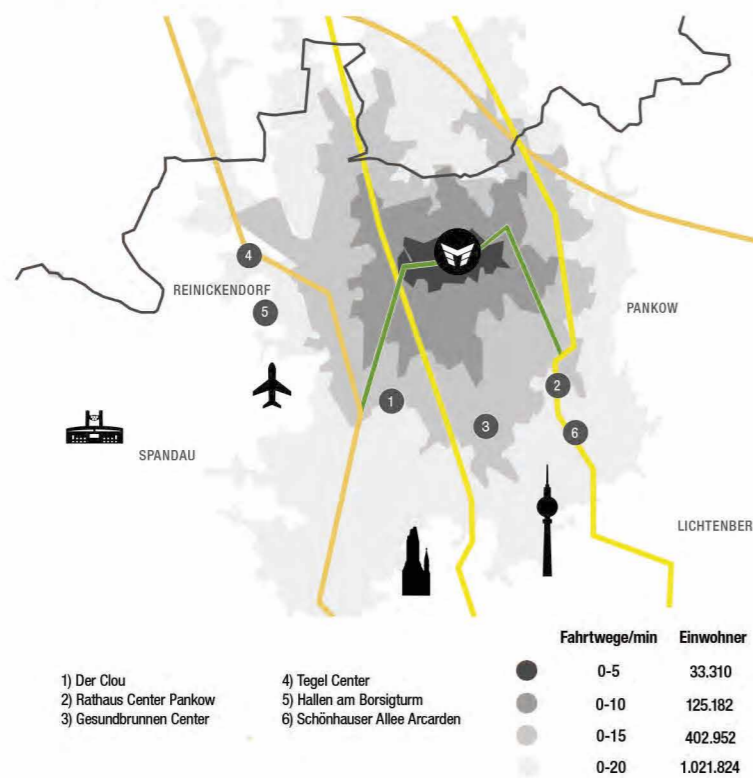 4
REINICKENDORF
5
PANKOW
1
2
3
6
SPANDAU
LICHTENBER
1) Der Clou
2) Rathaus Center Pankow
3) Gesundbrunnen Center
4) Tegel Center
5) Hallen am Borsigturm
6) Schönhauser Allee Arcarden
Fahrtwege/min Einwohner
0-5 33.310
0-10 125.182
0-15 402.952
0-20 1.021.824